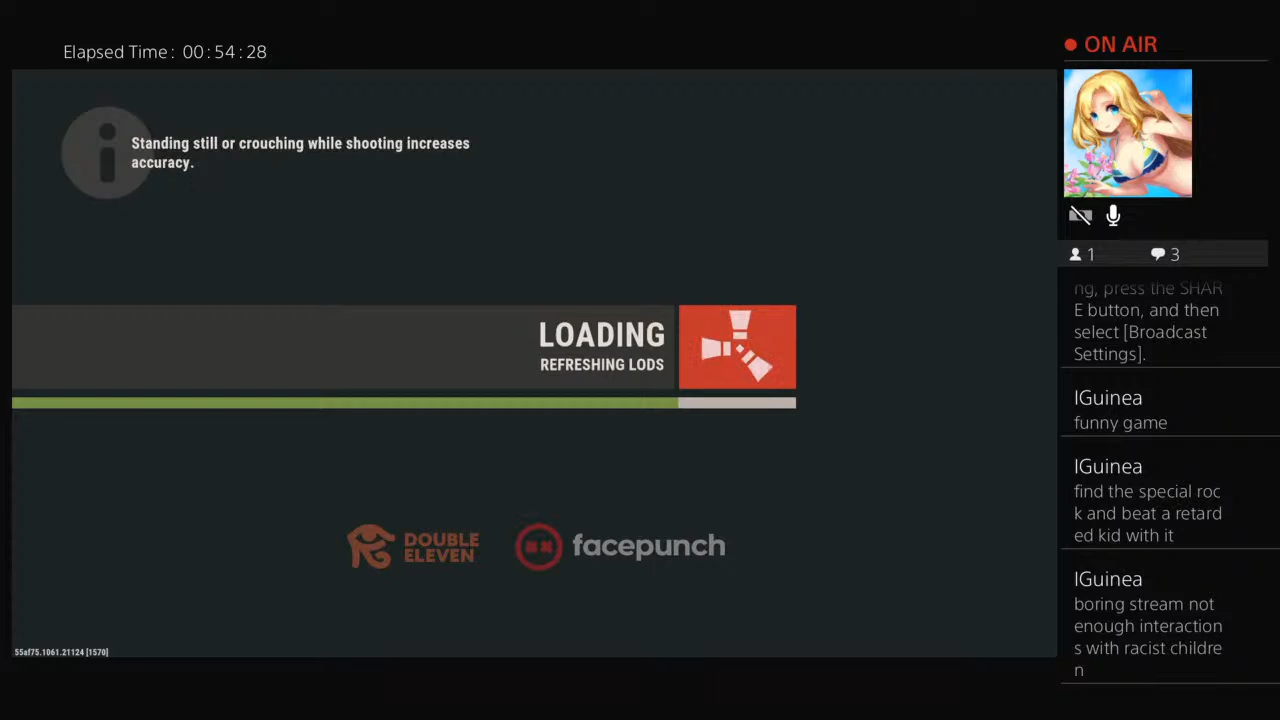 Elapsed Time: 00:54:28
ON AIR
Standing still or crouching while shooting increases
accuracy.
1 3
LOADING
REFRESHING LODS
DOUBLE
ELEVEN
facepunch
55af75.1061.21124 [1570]
ng, press the SHAR
E button, and then
select [Broadcast
Settings].
IGuinea
funny game
IGuinea
find the special roc
k and beat a retard
ed kid with it
IGuinea
boring stream not
enough interaction
s with racist childre
n